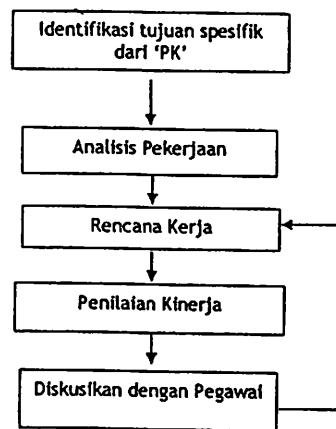 Identifikasi tujuan spesifik
dari ‘PK’
Analisis Pekerjaan
Rencana Kerja
Penilaian Kinerja
Diskusikan dengan Pegawai